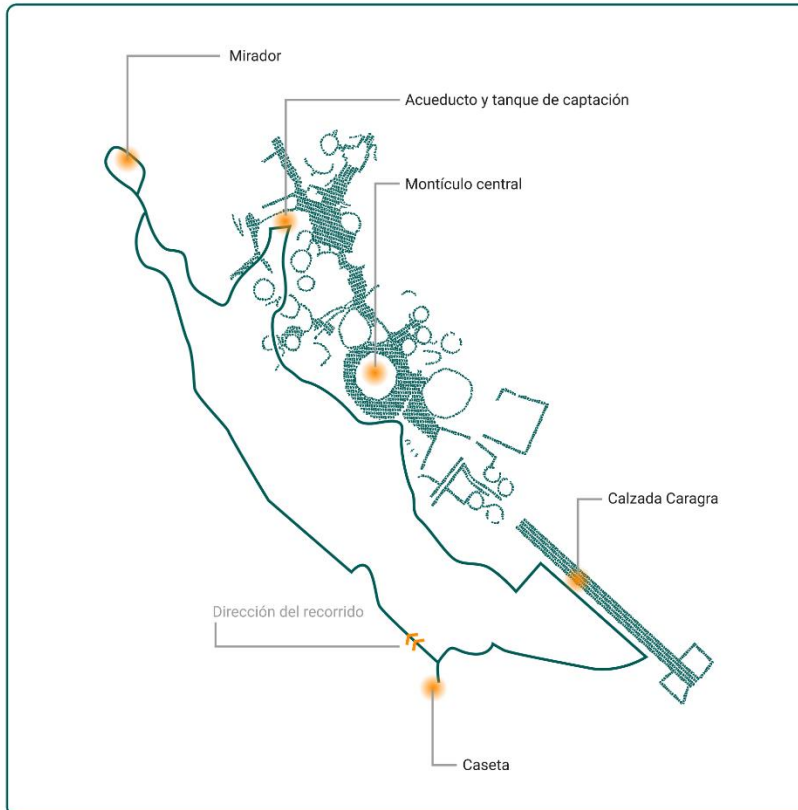 Mirador
Acueducto y tanque de captación
Montículo central
Calzada Caragra
Dirección del recorrido
Caseta